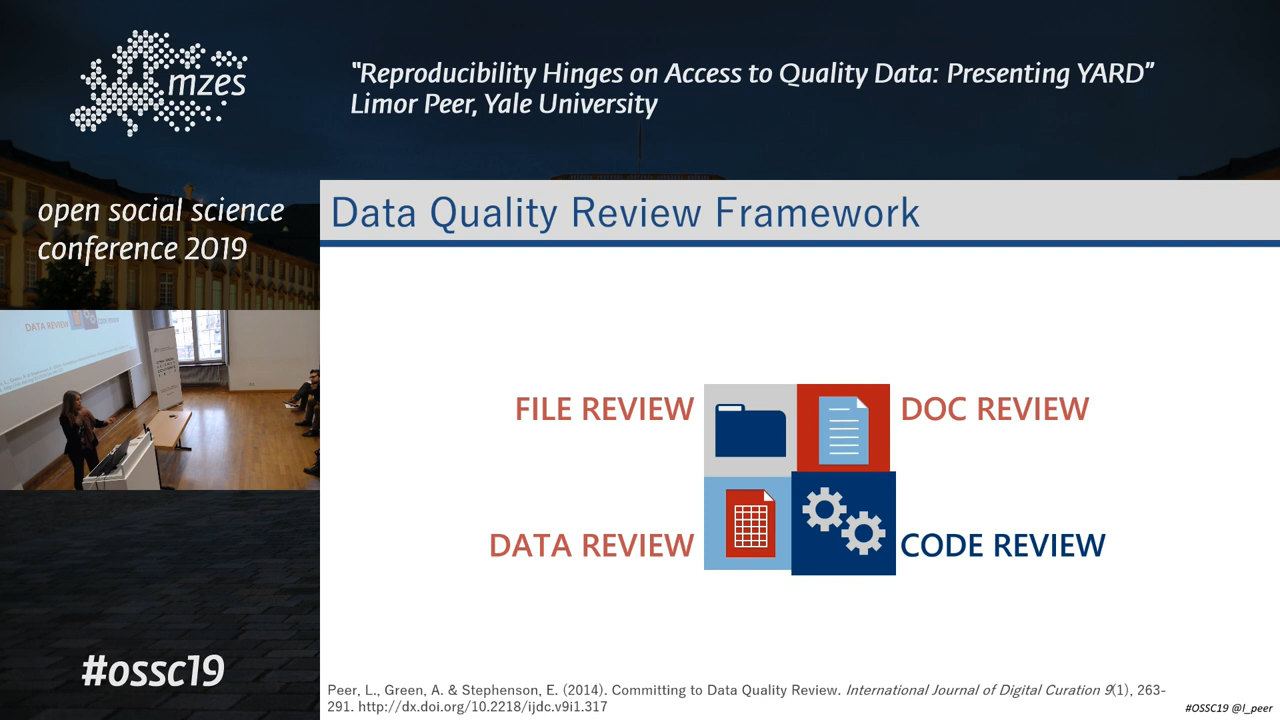 mzes
"Reproducibility Hinges on Access to Quality Data: Presenting YARD"
Limor Peer, Yale University
open social science
conference 2019
Data Quality Review Framework
DATA REVIEW
FILE REVIEW
DOC REVIEW
DATA REVIEW
CODE REVIEW
#ossc19
Peer, L., Green, A. & Stephenson, E. (2014). Committing to Data Quality Review. International Journal of Digital Curation 9(1), 263-
291. http://dx.doi.org/10.2218/ijdc.v9i1.317
#OSSC19 @l_peer